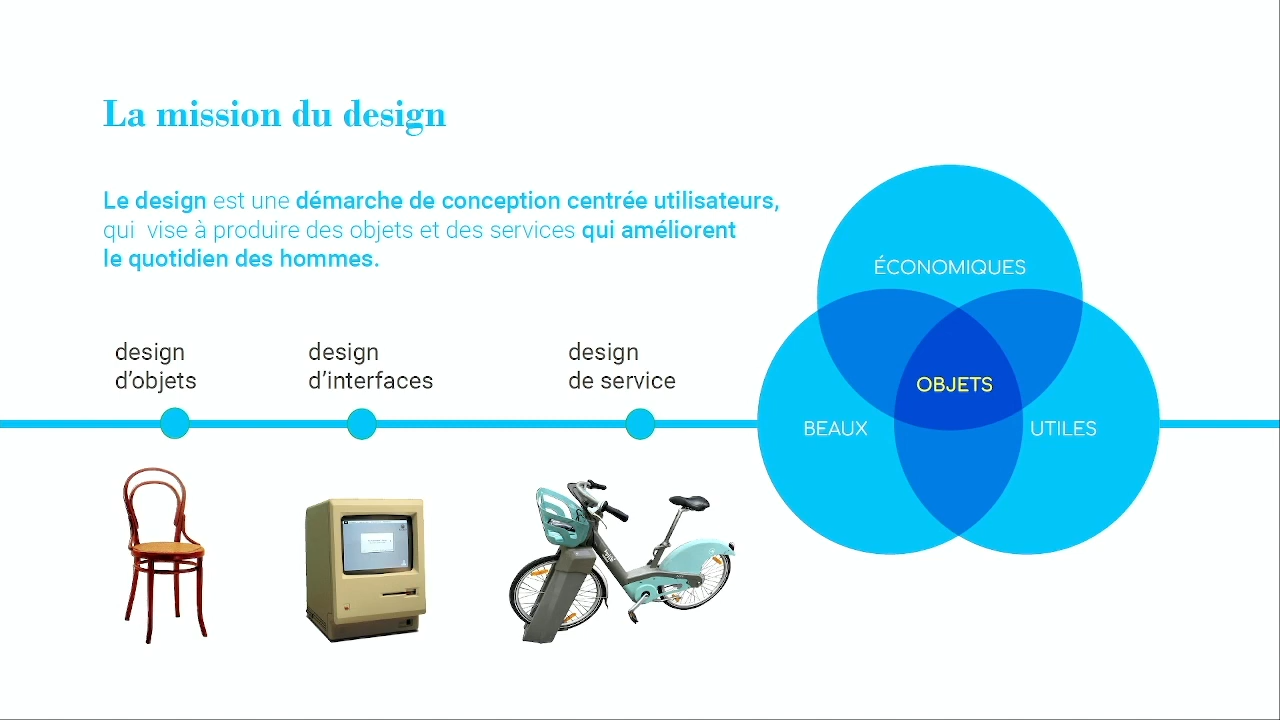 La mission du design
Le design est une démarche de conception centrée utilisateurs,
qui vise à produire des objets et des services qui améliorent
le quotidien des hommes.
design
d’objets
design
d’interfaces
design
de service
ÉCONOMIQUES
OBJETS
BEAUX
UTILES